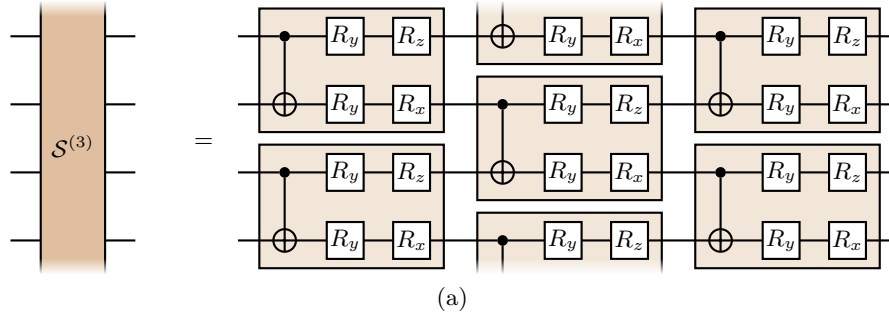 R_y R_z R_y R_x R_y R_z
R_y R_x R_y R_z R_y R_x
𝒮^(3) =
R_y R_z R_y R_x R_y R_z
R_y R_x R_y R_z R_y R_x
(a)